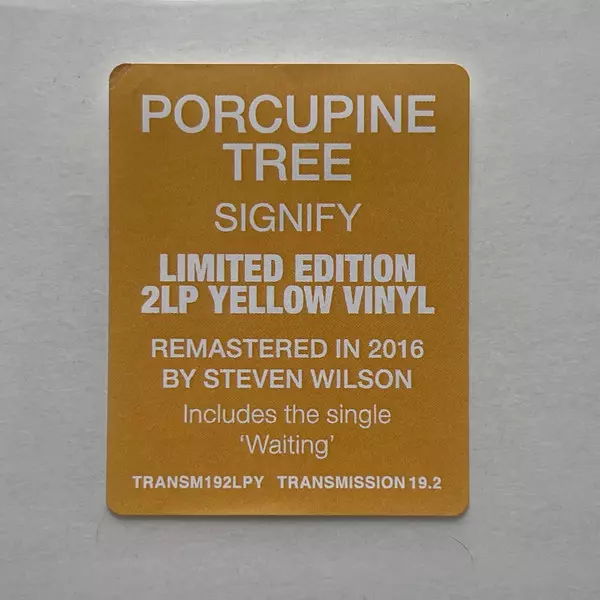 PORCUPINE
TREE
SIGNIFY
LIMITED EDITION
2LP YELLOW VINYL
REMASTERED IN 2016
BY STEVEN WILSON
Includes the single
‘Waiting’
TRANSM192LPY TRANSMISSION 19.2